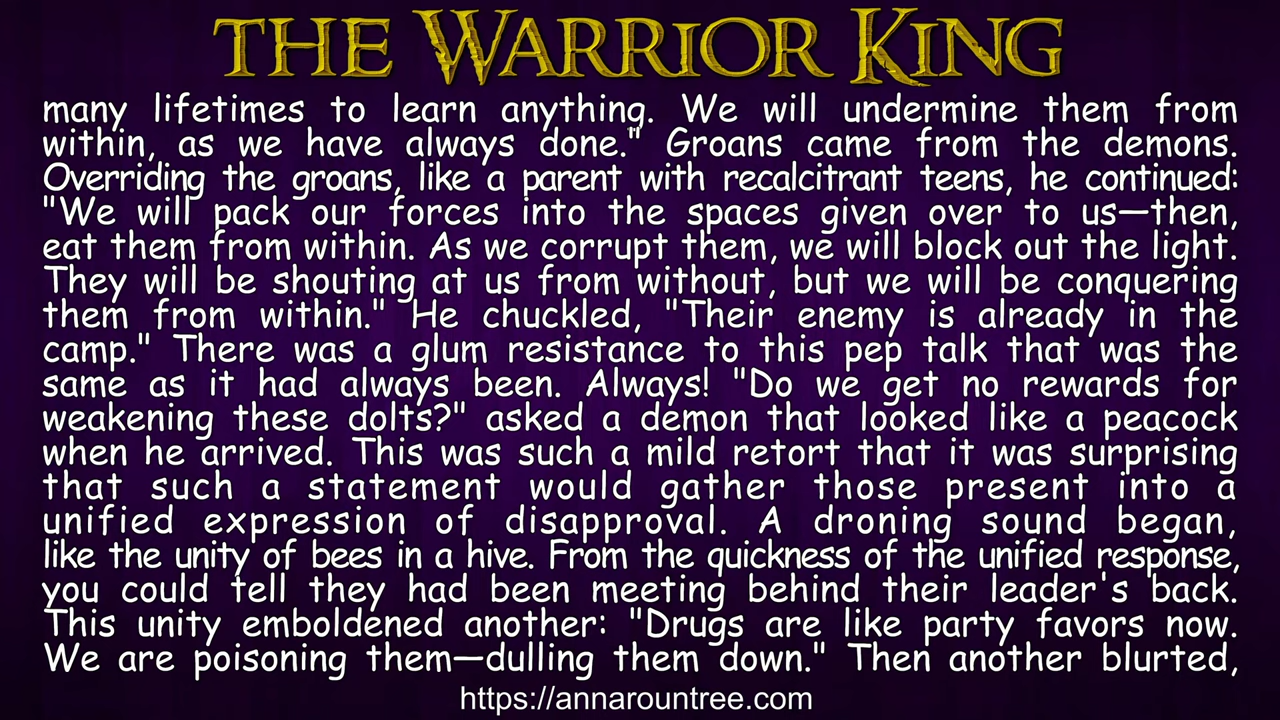 THE WARRIOR KING
many lifetimes to learn anything. We will undermine them from
within, as we have always done." Groans came from the demons.
Overriding the groans, like a parent with recalcitrant teens, he continued:
"We will pack our forces into the spaces given over to us—then,
eat them from within. As we corrupt them, we will block out the light.
They will be shouting at us from without, but we will be conquering
them from within." He chuckled, "Their enemy is already in the
camp." There was a glum resistance to this pep talk that was the
same as it had always been. Always! "Do we get no rewards for
weakening these dolts?" asked a demon that looked like a peacock
when he arrived. This was such a mild retort that it was surprising
that such a statement would gather those present into a
unified expression of disapproval. A droning sound began,
like the unity of bees in a hive. From the quickness of the unified response,
you could tell they had been meeting behind their leader's back.
This unity emboldened another: "Drugs are like party favors now.
We are poisoning them—dulling them down." Then another blurted,
https://annarountree.com